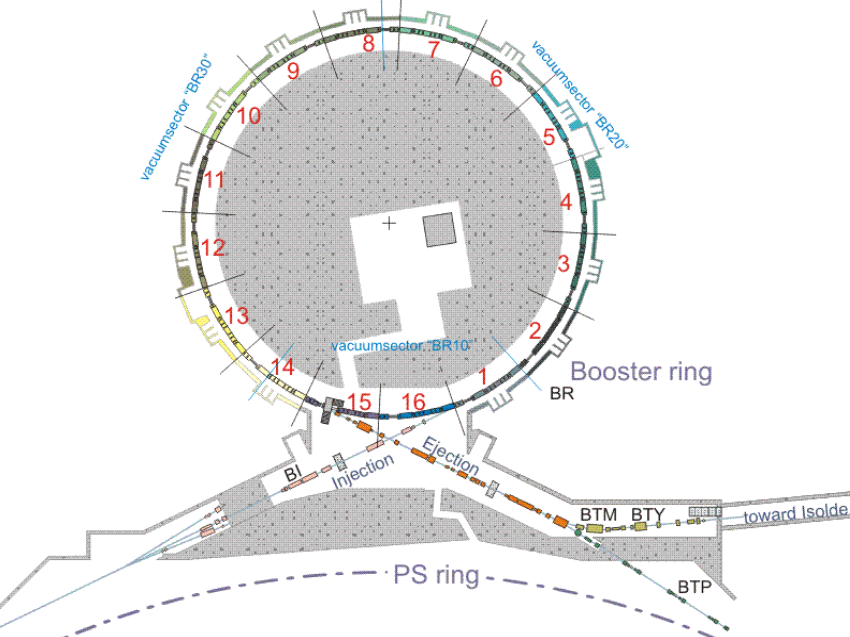 8
7
9
6
vacuumsector "BR30"
vacuumsector "BR20"
10
5
11
4
12
3
13
2
vacuumsector "BR10"
14
1
Booster ring
BR
15
16
Ejection
BI
Injection
BTM
BTY
toward Isolde
PS ring
BTP